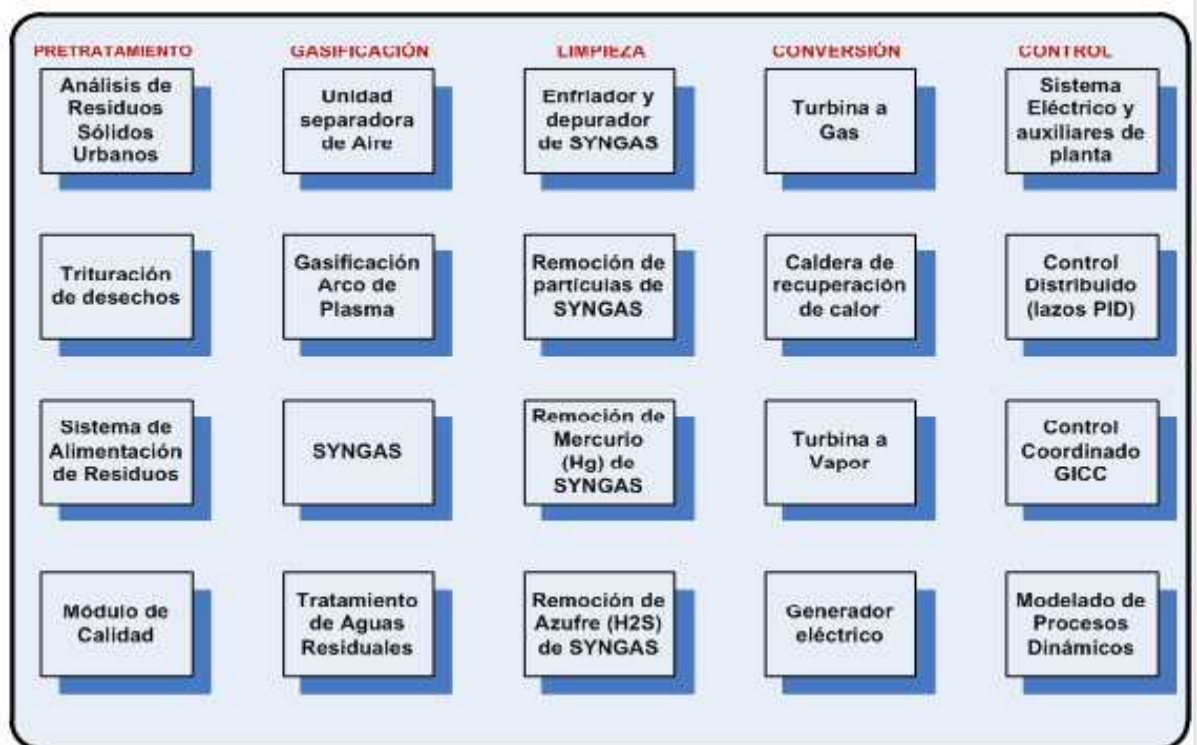 PRETRATAMIENTO
Análisis de
Residuos
Sólidos
Urbanos
Trituración
de desechos
Sistema de
Alimentación
de Residuos
Módulo de
Calidad
GASIFICACIÓN
Unidad
separadora
de Aire
Gasificación
Arco de
Plasma
SYNGAS
Tratamiento
de Aguas
Residuales
LIMPIEZA
Enfriador y
depurador
de SYNGAS
Remoción de
partículas de
SYNGAS
Remoción de
Mercurio
(Hg) de
SYNGAS
Remoción de
Azufre (H2S)
de SYNGAS
CONVERSIÓN
Turbina a
Gas
Caldera de
recuperación
de calor
Turbina a
Vapor
Generador
eléctrico
CONTROL
Sistema
Eléctrico y
auxiliares de
planta
Control
Distribuido
(lazos PID)
Control
Coordinado
GICC
Modelado de
Procesos
Dinámicos